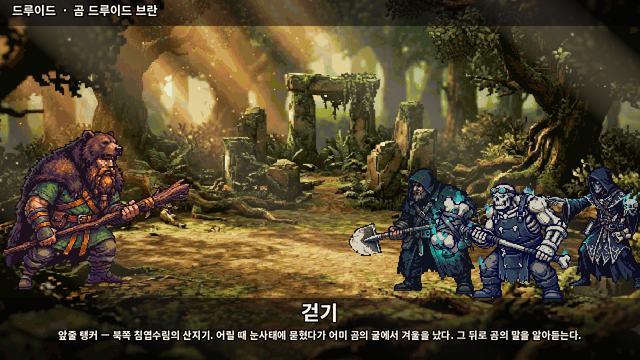 드루이드 · 곰 드루이드 브란
걷기
앞줄 탱커 — 북쪽 침엽수림의 산지기. 어릴 때 눈사태에 묻혔다가 어미 곰의 굴에서 겨울을 났다. 그 뒤로 곰의 말을 알아듣는다.